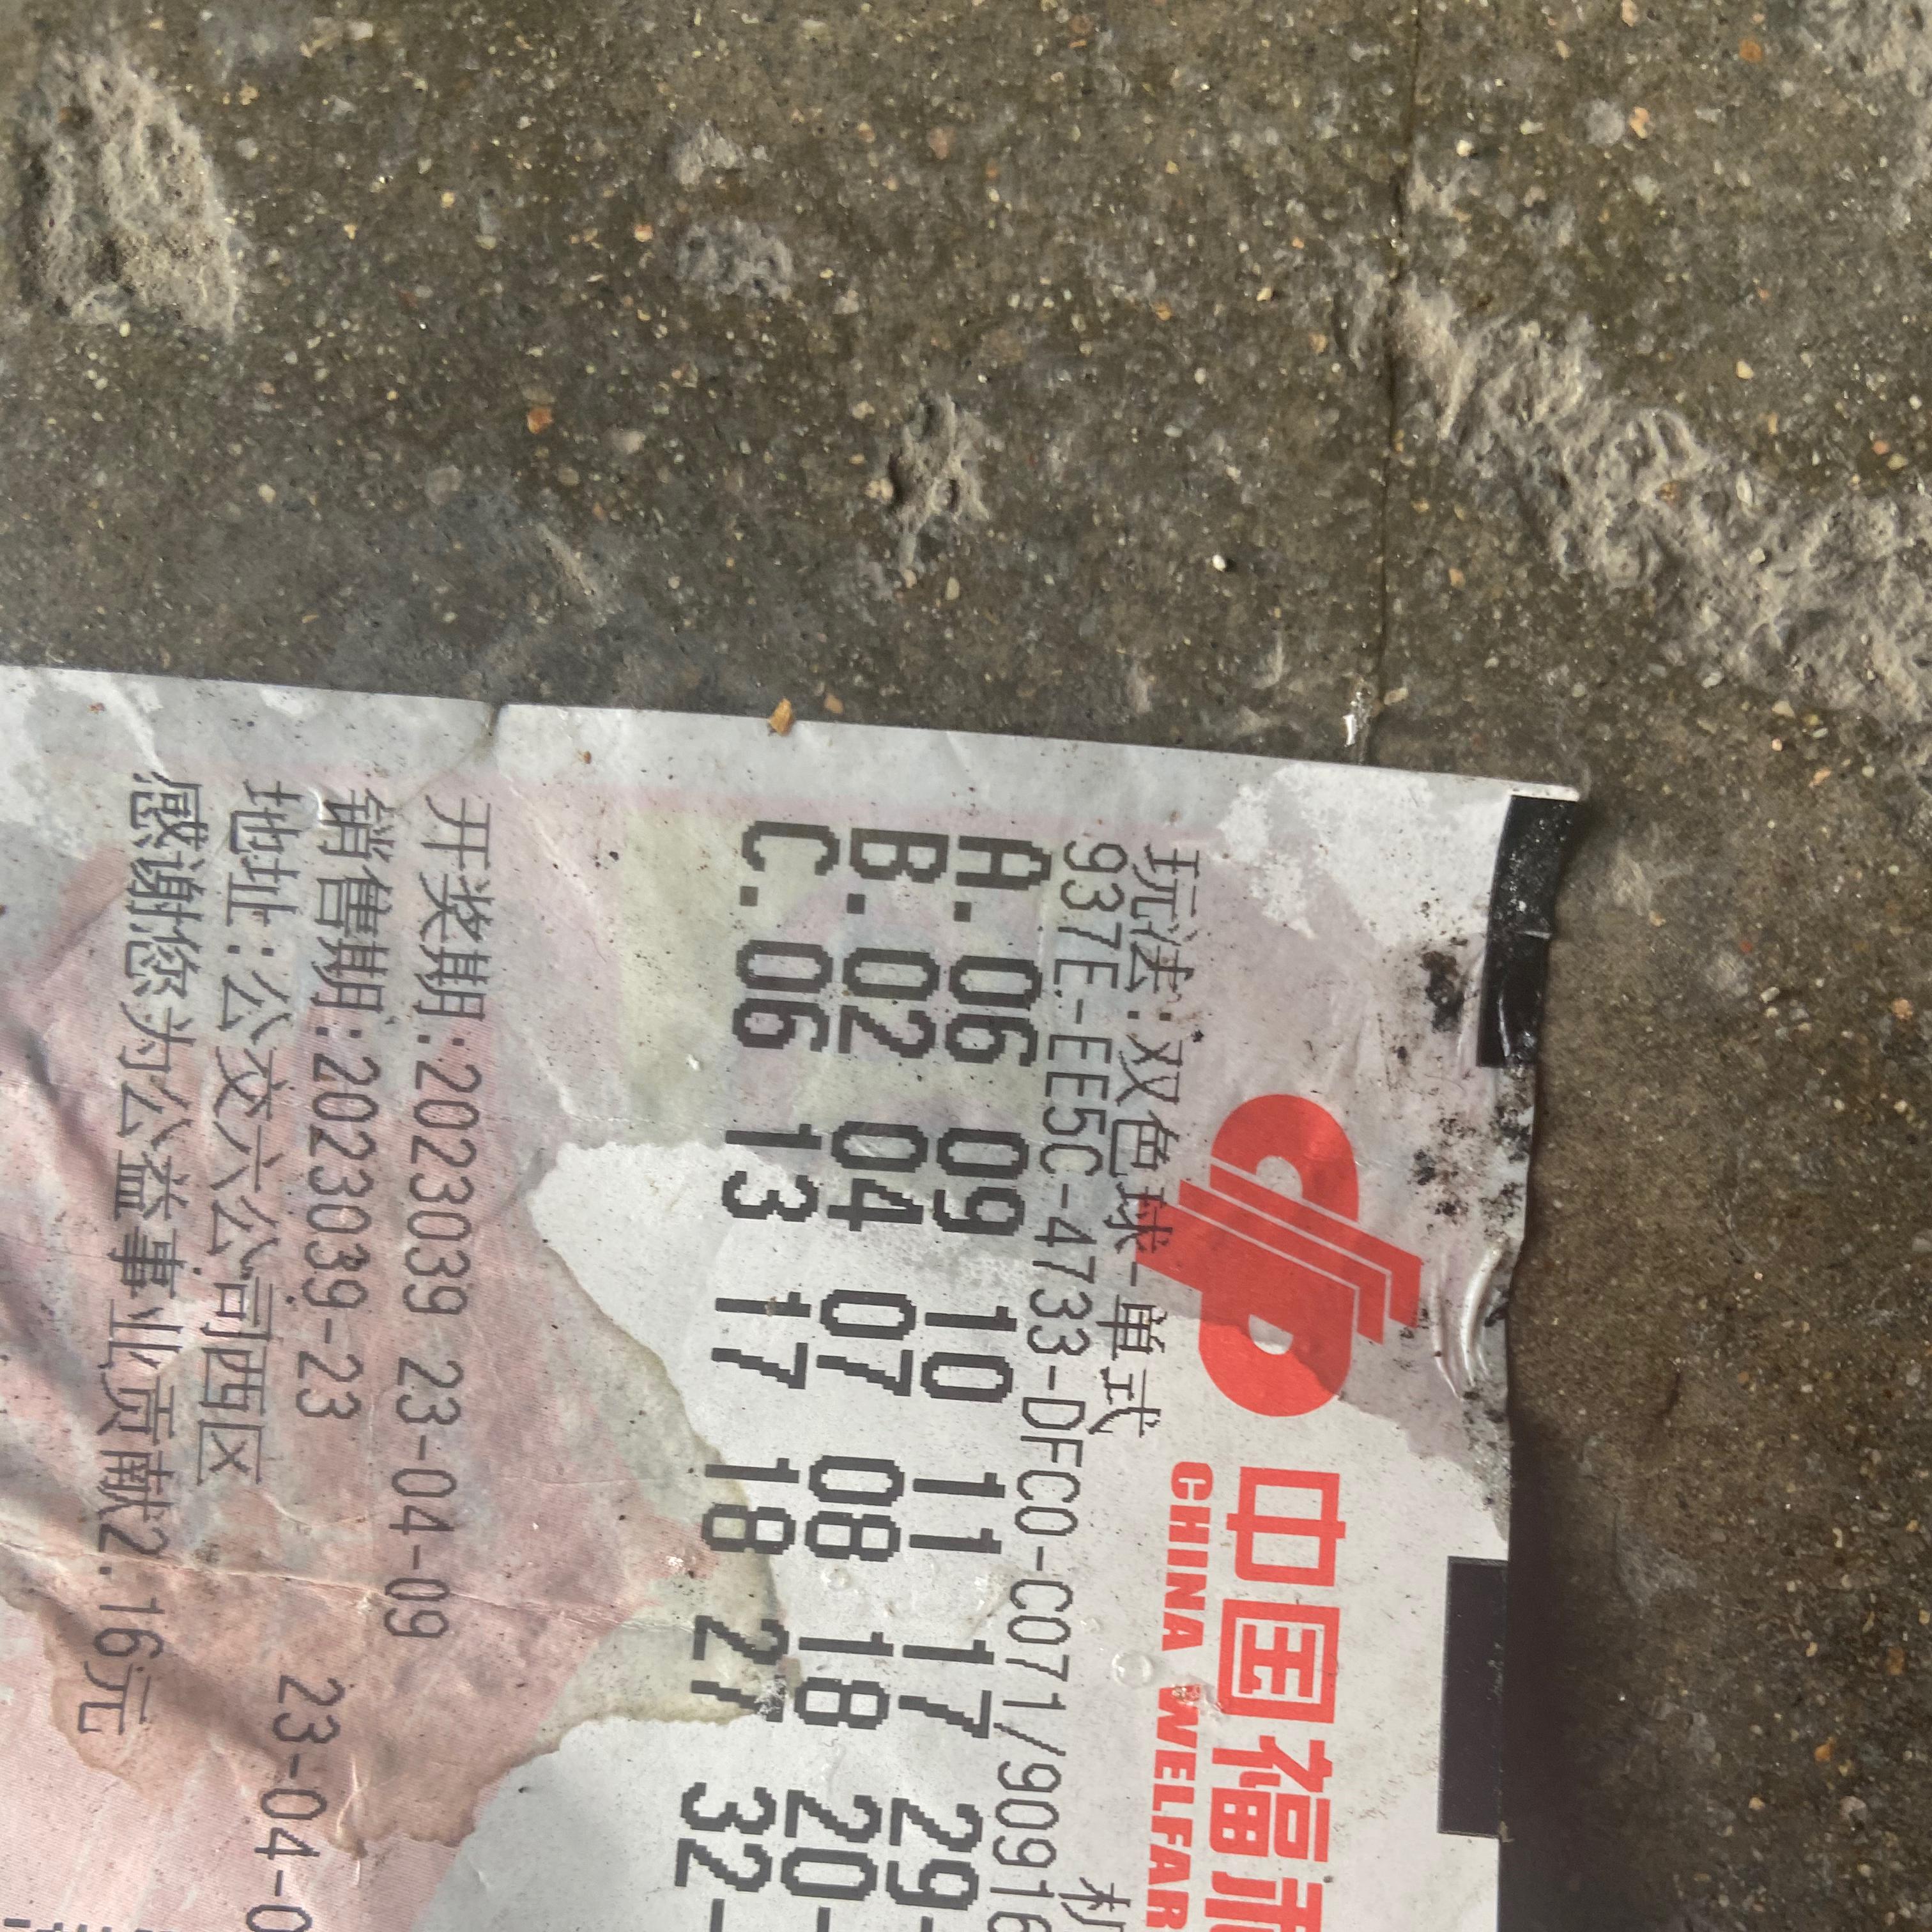 中国福利
CHINA WELFAR
玩法:双色球-单式
937E-EE5C-4733-DFC0-C071/90916
A.06 09 10 11 17 29-
B.02 04 07 08 18 20-
C.06 13 17 18 27 32-
开奖期:2023039 23-04-09
销售期:2023039-23 23-04-0
地址:公交六公司西区
感谢您为公益事业贡献2.16元